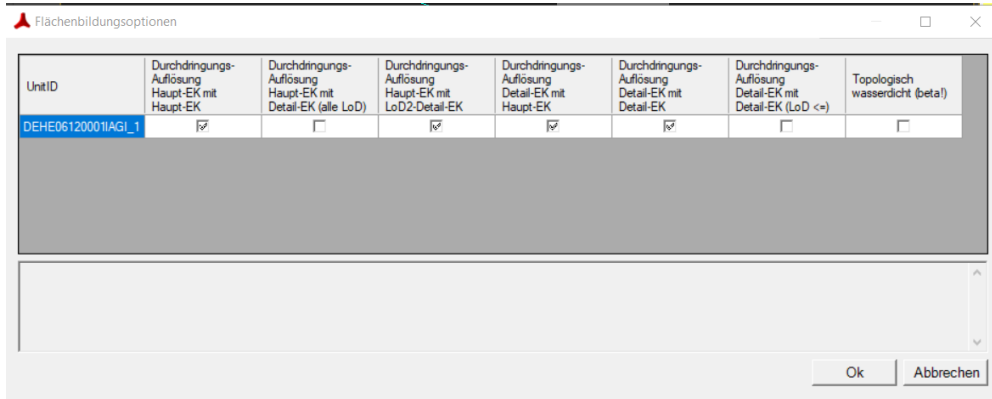 Flächenbildungsoptionen
UnitID
Durchdringungs-
Auflösung
Haupt-EK mit
Haupt-EK
Durchdringungs-
Auflösung
Haupt-EK mit
Detail-EK (alle LoD)
Durchdringungs-
Auflösung
Haupt-EK mit
LoD2-Detail-EK
Durchdringungs-
Auflösung
Detail-EK mit
Haupt-EK
Durchdringungs-
Auflösung
Detail-EK mit
Detail-EK
Durchdringungs-
Auflösung
Detail-EK mit
Detail-EK (LoD <=)
Topologisch
wasserdicht (beta!)
DEHE06120001IAGI_1
Ok
Abbrechen